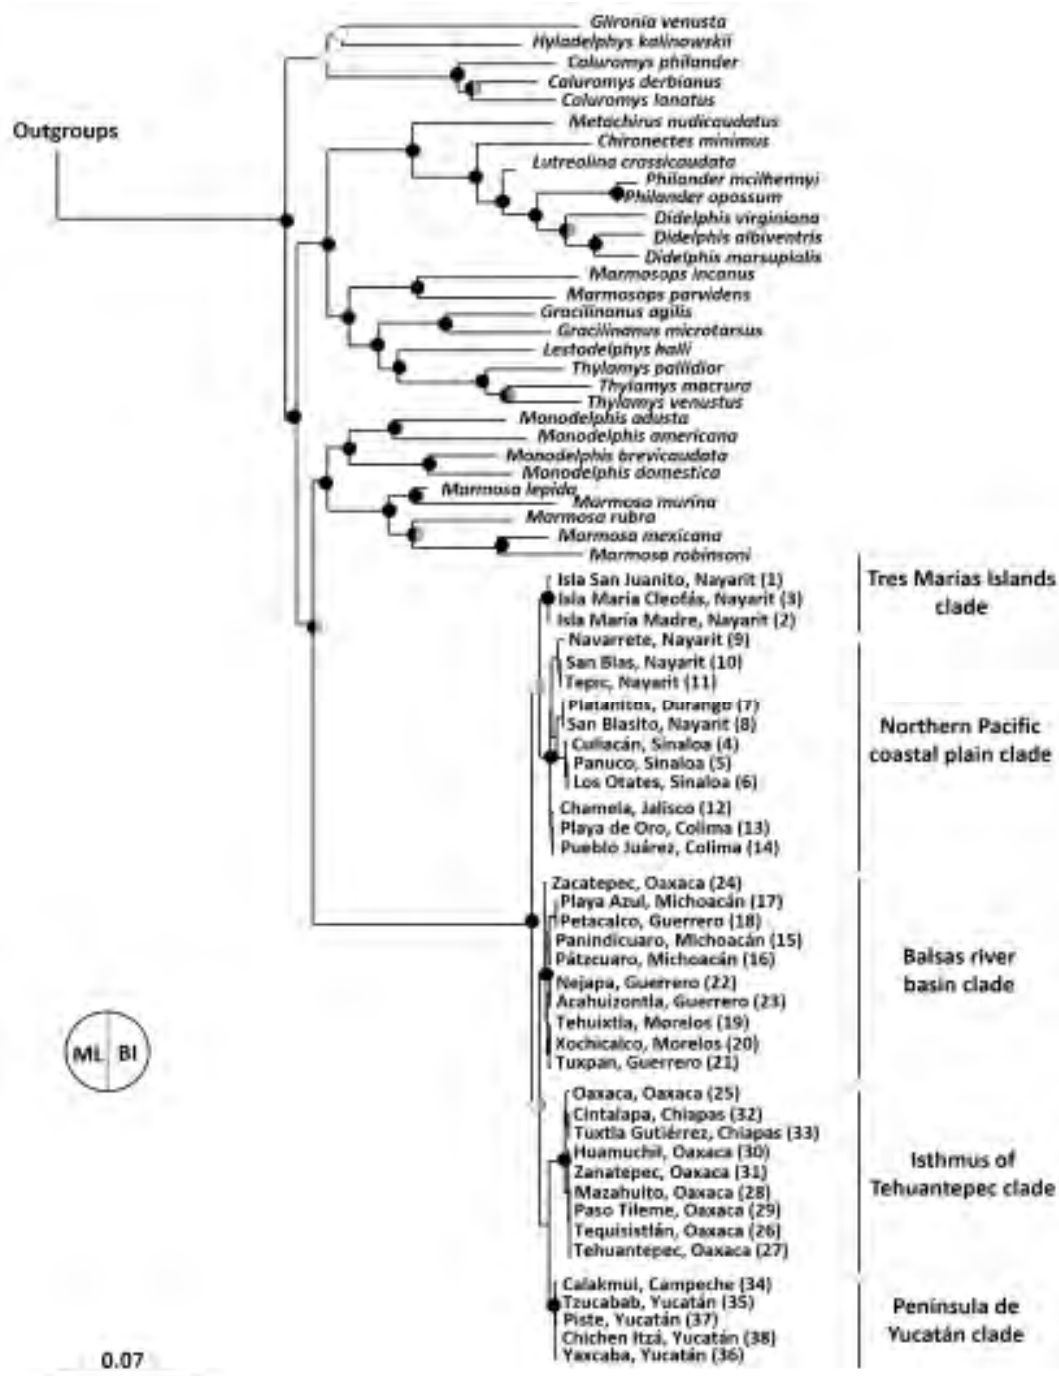 Glironia venusta
Hyladelphys kalinowskii
Caluromys philander
Caluromys derbianus
Caluromys lanatus
Outgroups
Metachirus nudicaudatus
Chironectes minimus
Lutreolina crassicaudata
Philander mcilhennyi
Philander opossum
Didelphis virginiana
Didelphis albiventris
Didelphis marsupialis
Marmosops incanus
Marmosops parvidens
Gracilinanus agilis
Gracilinanus microtarsus
Lestodelphys halli
Thylamys pallidior
Thylamys macrura
Thylamys venustus
Monodelphis adusta
Monodelphis americana
Monodelphis brevicaudata
Monodelphis domestica
Marmosa lepida
Marmosa murina
Marmosa rubra
Marmosa mexicana
Marmosa robinsoni
Isla San Juanito, Nayarit (1)
Isla María Cleofás, Nayarit (3)
Isla María Madre, Nayarit (2)
Tres Marias Islands
clade
Navarrete, Nayarit (9)
San Blas, Nayarit (10)
Tepic, Nayarit (11)
Platanitos, Durango (7)
San Blasito, Nayarit (8)
Culiacán, Sinaloa (4)
Panuco, Sinaloa (5)
Los Otates, Sinaloa (6)
Chamela, Jalisco (12)
Playa de Oro, Colima (13)
Pueblo Juárez, Colima (14)
Northern Pacific
coastal plain clade
Zacatepec, Oaxaca (24)
Playa Azul, Michoacán (17)
Petacalco, Guerrero (18)
Panindicuaro, Michoacán (15)
Pátzcuaro, Michoacán (16)
Nejapa, Guerrero (22)
Acahuizontla, Guerrero (23)
Tehuixtla, Morelos (19)
Xochicalco, Morelos (20)
Tuxpan, Guerrero (21)
Balsas river
basin clade
ML BI
Oaxaca, Oaxaca (25)
Cintalapa, Chiapas (32)
Tuxtla Gutiérrez, Chiapas (33)
Huamuchil, Oaxaca (30)
Zanatepec, Oaxaca (31)
Mazahuito, Oaxaca (28)
Paso Tileme, Oaxaca (29)
Tequisistlán, Oaxaca (26)
Tehuantepec, Oaxaca (27)
Isthmus of
Tehuantepec clade
Calakmul, Campeche (34)
Tzucabab, Yucatán (35)
Piste, Yucatán (37)
Chichen Itzá, Yucatán (38)
Yaxcaba, Yucatán (36)
Península de
Yucatán clade
0.07